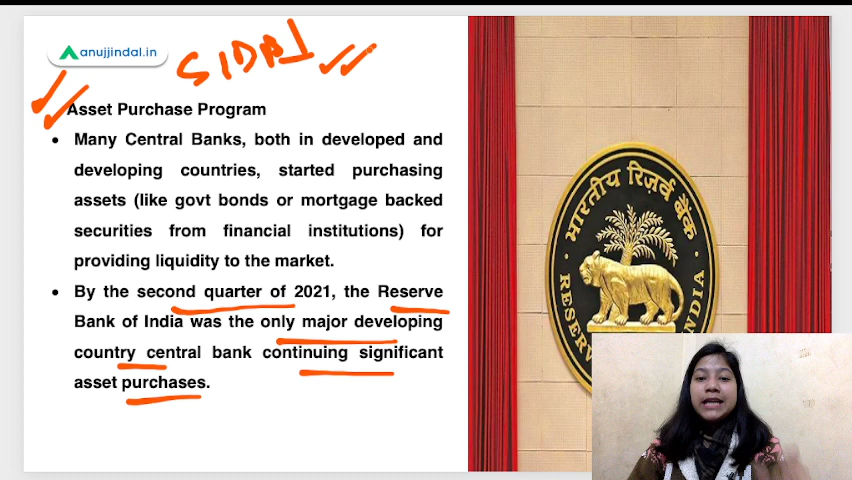 anujjindal.in
SIDBI
Asset Purchase Program
• Many Central Banks, both in developed and
developing countries, started purchasing
assets (like govt bonds or mortgage backed
securities from financial institutions) for
providing liquidity to the market.
• By the second quarter of 2021, the Reserve
Bank of India was the only major developing
country central bank continuing significant
asset purchases.
भारतीय रिज़र्व बैंक
RESERVE
INDIA